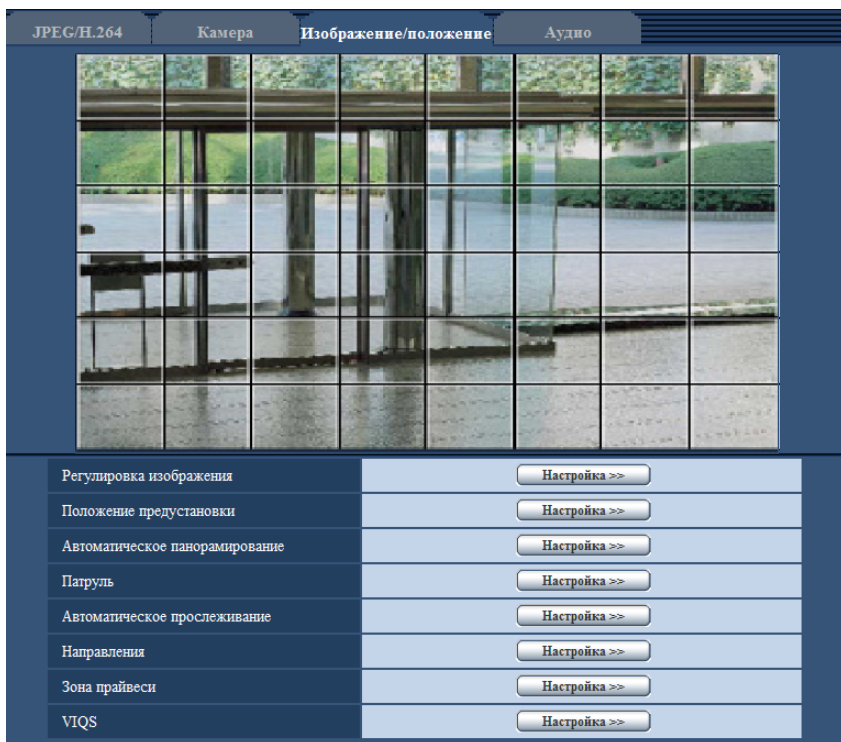 JPEG/H.264 Камера Изображение/положение Аудио
Регулировка изображения Настройка >>
Положение предустановки Настройка >>
Автоматическое панорамирование Настройка >>
Патруль Настройка >>
Автоматическое прослеживание Настройка >>
Направления Настройка >>
Зона прайвеси Настройка >>
VIQS Настройка >>